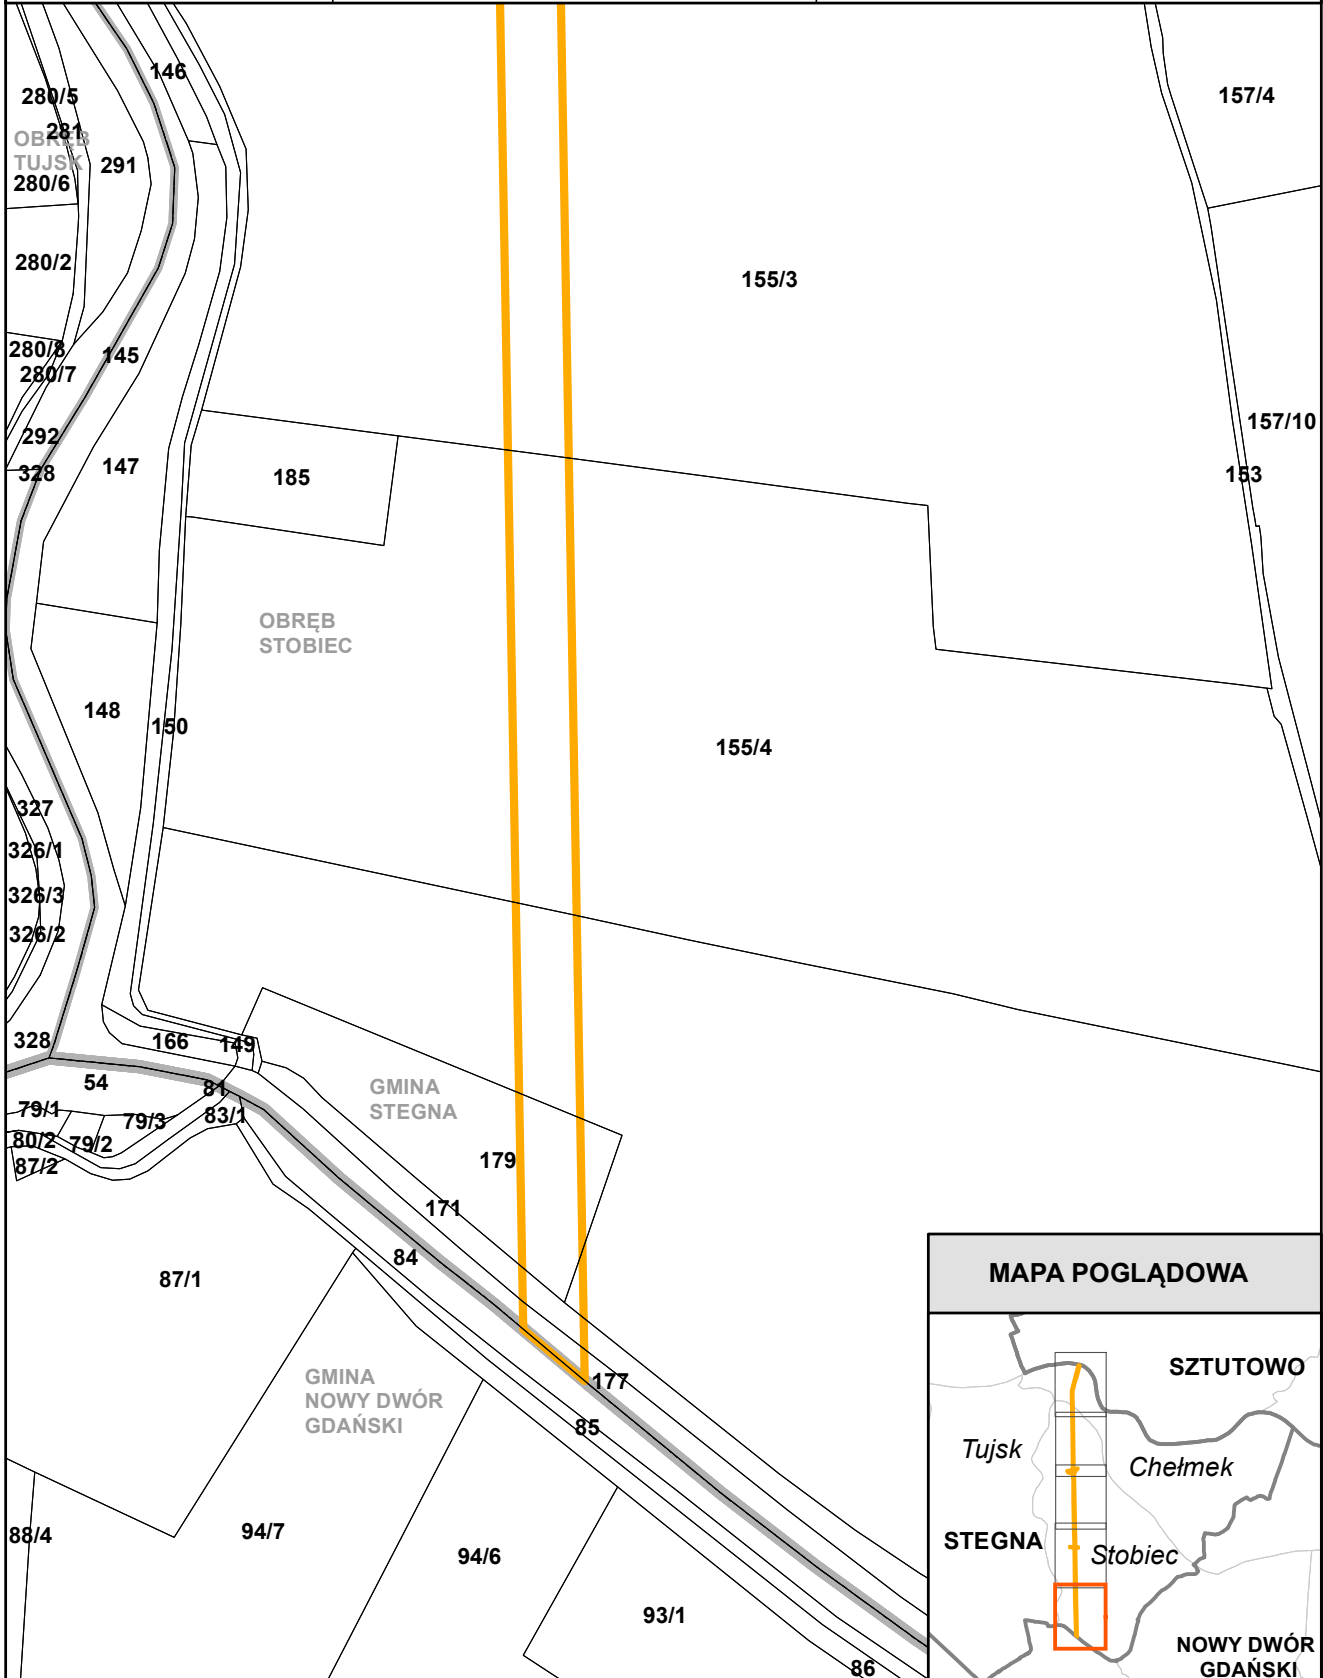 146
280/5
157/4
281
OBRĘB
TUJSK
291
280/6
280/2
155/3
280/8
145
280/7
157/10
292
147
328
185
153
OBRĘB
STOBIEC
148
150
155/4
327
326/1
326/3
326/2
328
166
149
54
81
GMINA
STEGNA
79/1
79/3
83/1
80/2
79/2
87/2
179
171
84
87/1
MAPA POGLĄDOWA
GMINA
NOWY DWÓR
GDAŃSKI
177
85
SZTUTOWO
Tujsk
Chełmek
88/4
94/7
94/6
STEGNA
Stobiec
93/1
86
NOWY DWÓR
GDAŃSKI